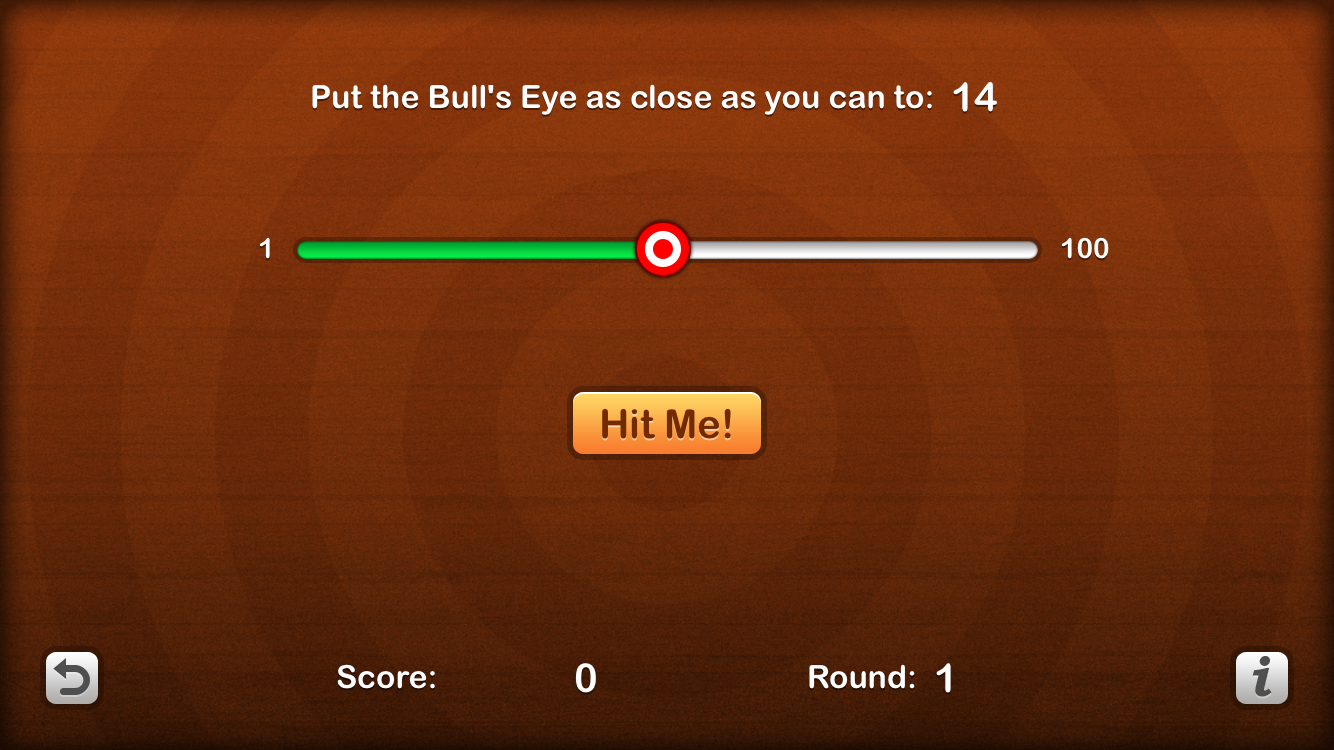 Put the Bull's Eye as close as you can to: 14
1 100
Hit Me!
Score: 0 Round: 1
i